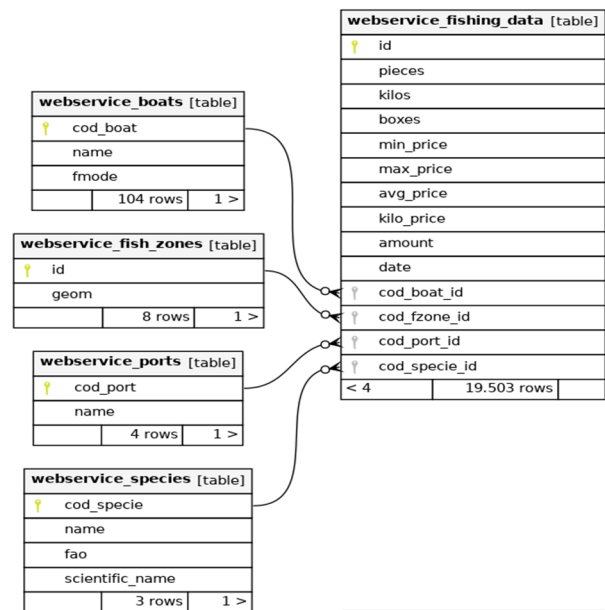 webservice_fishing_data [table]
id
pieces
kilos
boxes
min_price
max_price
avg_price
kilo_price
amount
date
cod_boat_id
cod_fzone_id
cod_port_id
cod_specie_id
< 4 19.503 rows
webservice_boats [table]
cod_boat
name
fmode
104 rows 1 >
webservice_fish_zones [table]
id
geom
8 rows 1 >
webservice_ports [table]
cod_port
name
4 rows 1 >
webservice_species [table]
cod_specie
name
fao
scientific_name
3 rows 1 >